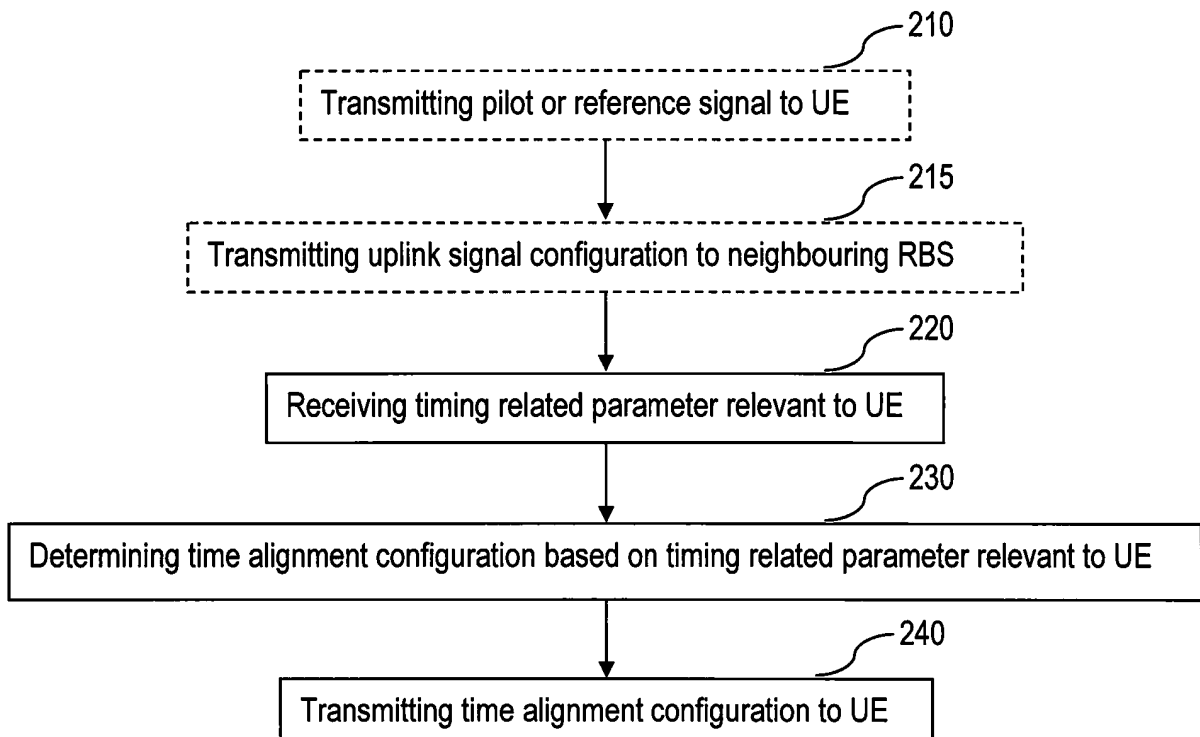 210
Transmitting pilot or reference signal to UE
215
Transmitting uplink signal configuration to neighbouring RBS
220
Receiving timing related parameter relevant to UE
230
Determining time alignment configuration based on timing related parameter relevant to UE
240
Transmitting time alignment configuration to UE